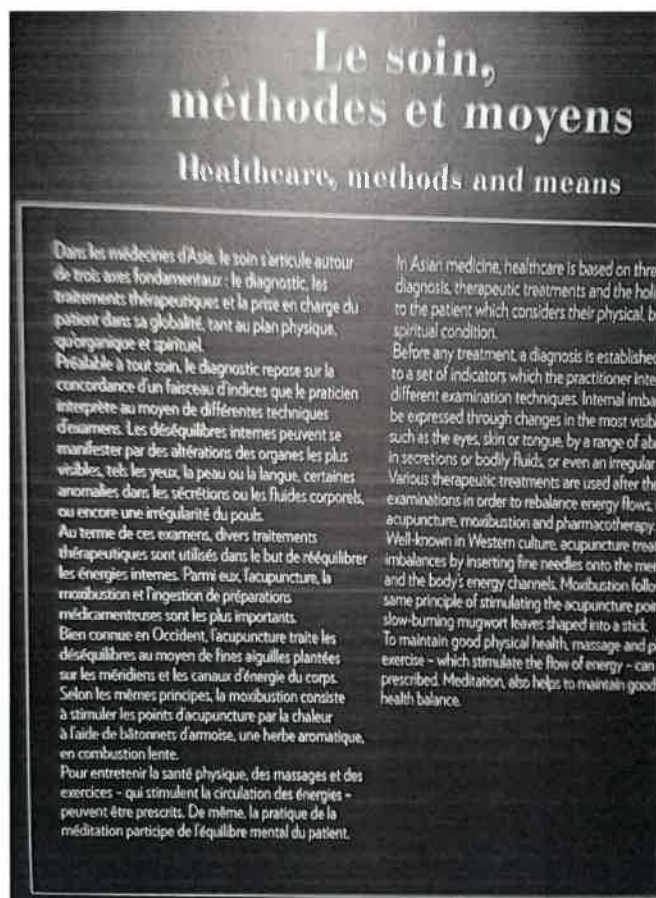 Le soin,
méthodes et moyens
Healthcare, methods and means
Dans les médecines d'Asie, le soin s'articule autour
de trois axes fondamentaux : le diagnostic, les
traitements thérapeutiques et la prise en charge du
patient dans sa globalité, tant au plan physique,
qu'organique et spirituel.
Préalable à tout soin, le diagnostic repose sur la
concordance d'un faisceau d'indices que le praticien
interprète au moyen de différentes techniques
d'examens. Les déséquilibres internes peuvent se
manifester par des altérations des organes les plus
visibles, tels les yeux, la peau ou la langue, certaines
anomalies dans les sécrétions ou les fluides corporels,
ou encore une irrégularité du pouls.
Au terme de ces examens, divers traitements
thérapeutiques sont utilisés dans le but de rééquilibrer
les énergies internes. Parmi eux, l'acupuncture, la
moxibustion et l'ingestion de préparations
médicamenteuses sont les plus importants.
Bien connue en Occident, l'acupuncture traite les
déséquilibres au moyen de fines aiguilles plantées
sur les méridiens et les canaux d'énergie du corps.
Selon les mêmes principes, la moxibustion consiste
à stimuler les points d'acupuncture par la chaleur
à l'aide de bâtonnets d'armoise, une herbe aromatique,
en combustion lente.
Pour entretenir la santé physique, des massages et des
exercices - qui stimulent la circulation des énergies -
peuvent être prescrits. De même, la pratique de la
méditation participe de l'équilibre mental du patient.
In Asian medicine, healthcare is based on
diagnosis, therapeutic treatments and the
to the patient which considers their physical,
spiritual condition.
Before any treatment, a diagnosis is established
to a set of indicators which the practitioner
different examination techniques. Internal
be expressed through changes in the most
such as the eyes, skin or tongue, by a range of
in secretions or bodily fluids, or even an irregular
Various therapeutic treatments are used after
examinations in order to rebalance energy flows,
acupuncture, moxibustion and pharmacotherapy.
Well-known in Western culture, acupuncture
imbalances by inserting fine needles onto the
and the body's energy channels. Moxibustion
same principle of stimulating the acupuncture
slow-burning mugwort leaves shaped into a stick.
To maintain good physical health, massage and
exercise - which stimulate the flow of energy - can
prescribed. Meditation, also helps to maintain good
health balance.